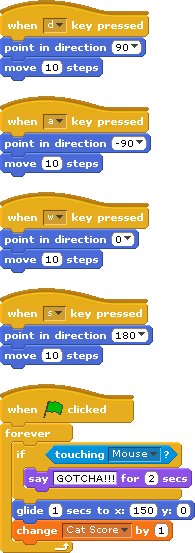 when d key pressed
point in direction 90
move 10 steps
when a key pressed
point in direction -90
move 10 steps
when w key pressed
point in direction 0
move 10 steps
when s key pressed
point in direction 180
move 10 steps
when clicked
forever
if touching Mouse ?
say GOTCHA!!! for 2 secs
glide 1 secs to x: 150 y: 0
change Cat Score by 1